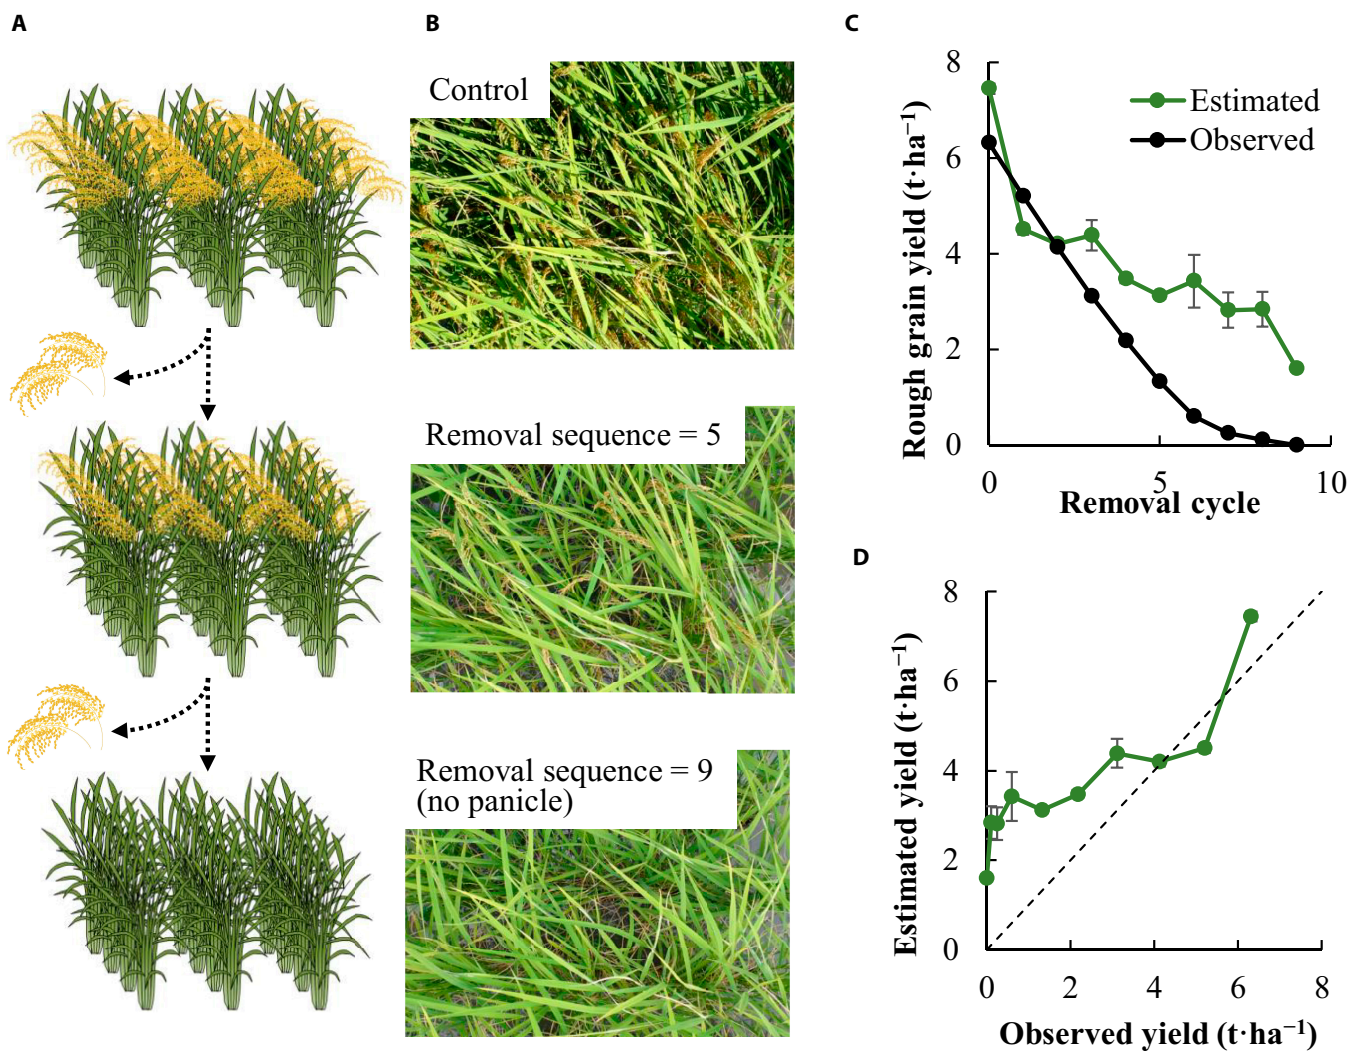 A
B
Control
Removal sequence = 5
Removal sequence = 9
(no panicle)
C
Rough grain yield (t·ha⁻¹)
8
6
4
2
0
Estimated
Observed
0
5
10
Removal cycle
D
Estimated yield (t·ha⁻¹)
8
6
4
2
0
0
2
4
6
8
Observed yield (t·ha⁻¹)